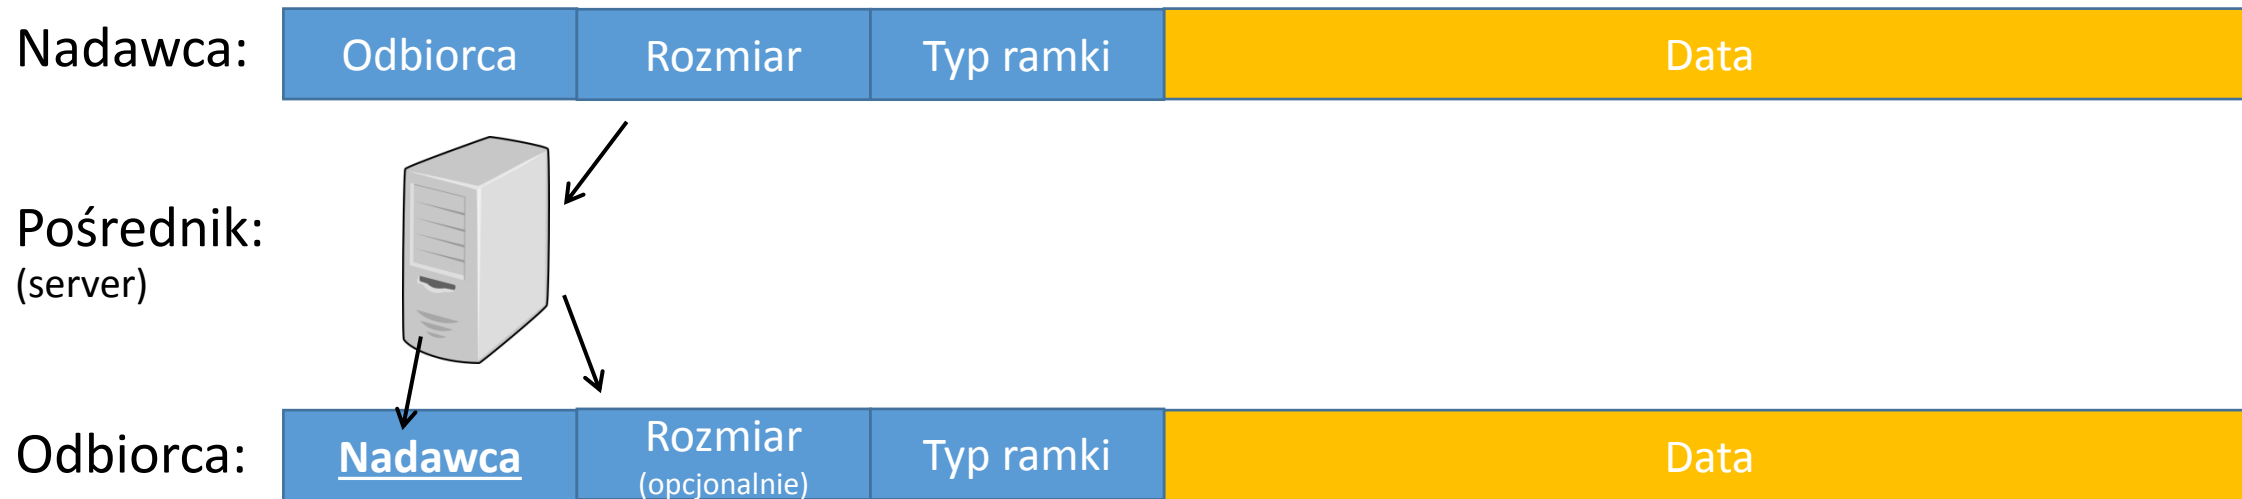 Nadawca: Odbiorca Rozmiar Typ ramki Data
Pośrednik:
(server)
Odbiorca: Nadawca Rozmiar Typ ramki Data
(opcjonalnie)